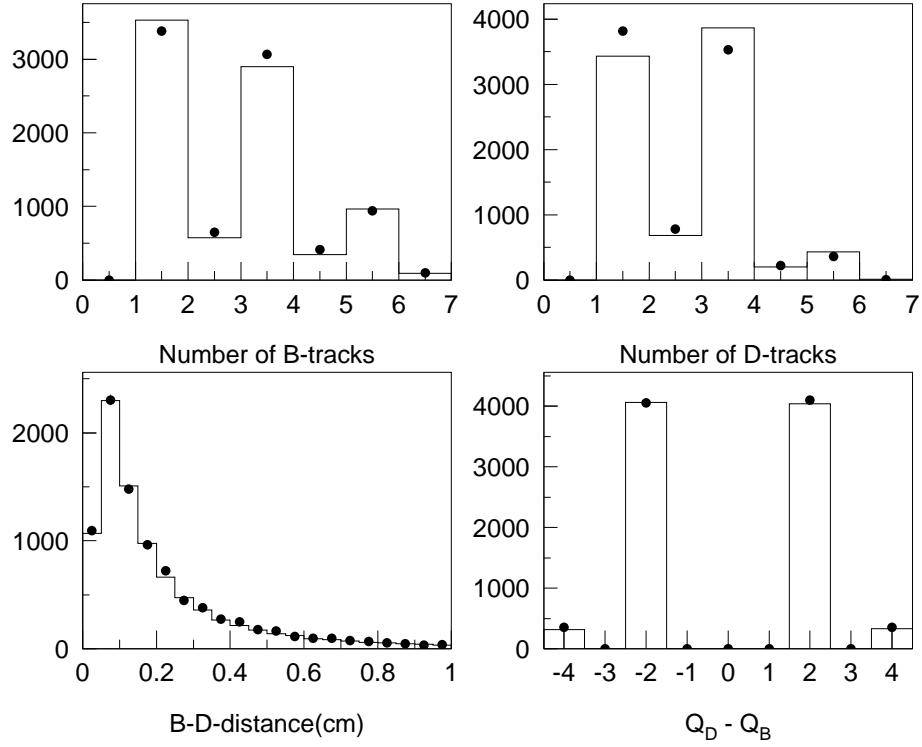 3000
2000
1000
0
0 1 2 3 4 5 6 7
Number of B-tracks
4000
3000
2000
1000
0
0 1 2 3 4 5 6 7
Number of D-tracks
2000
1000
0
0 0.2 0.4 0.6 0.8 1
B-D-distance(cm)
4000
3000
2000
1000
0
-4 -3 -2 -1 0 1 2 3 4
Q_D - Q_B